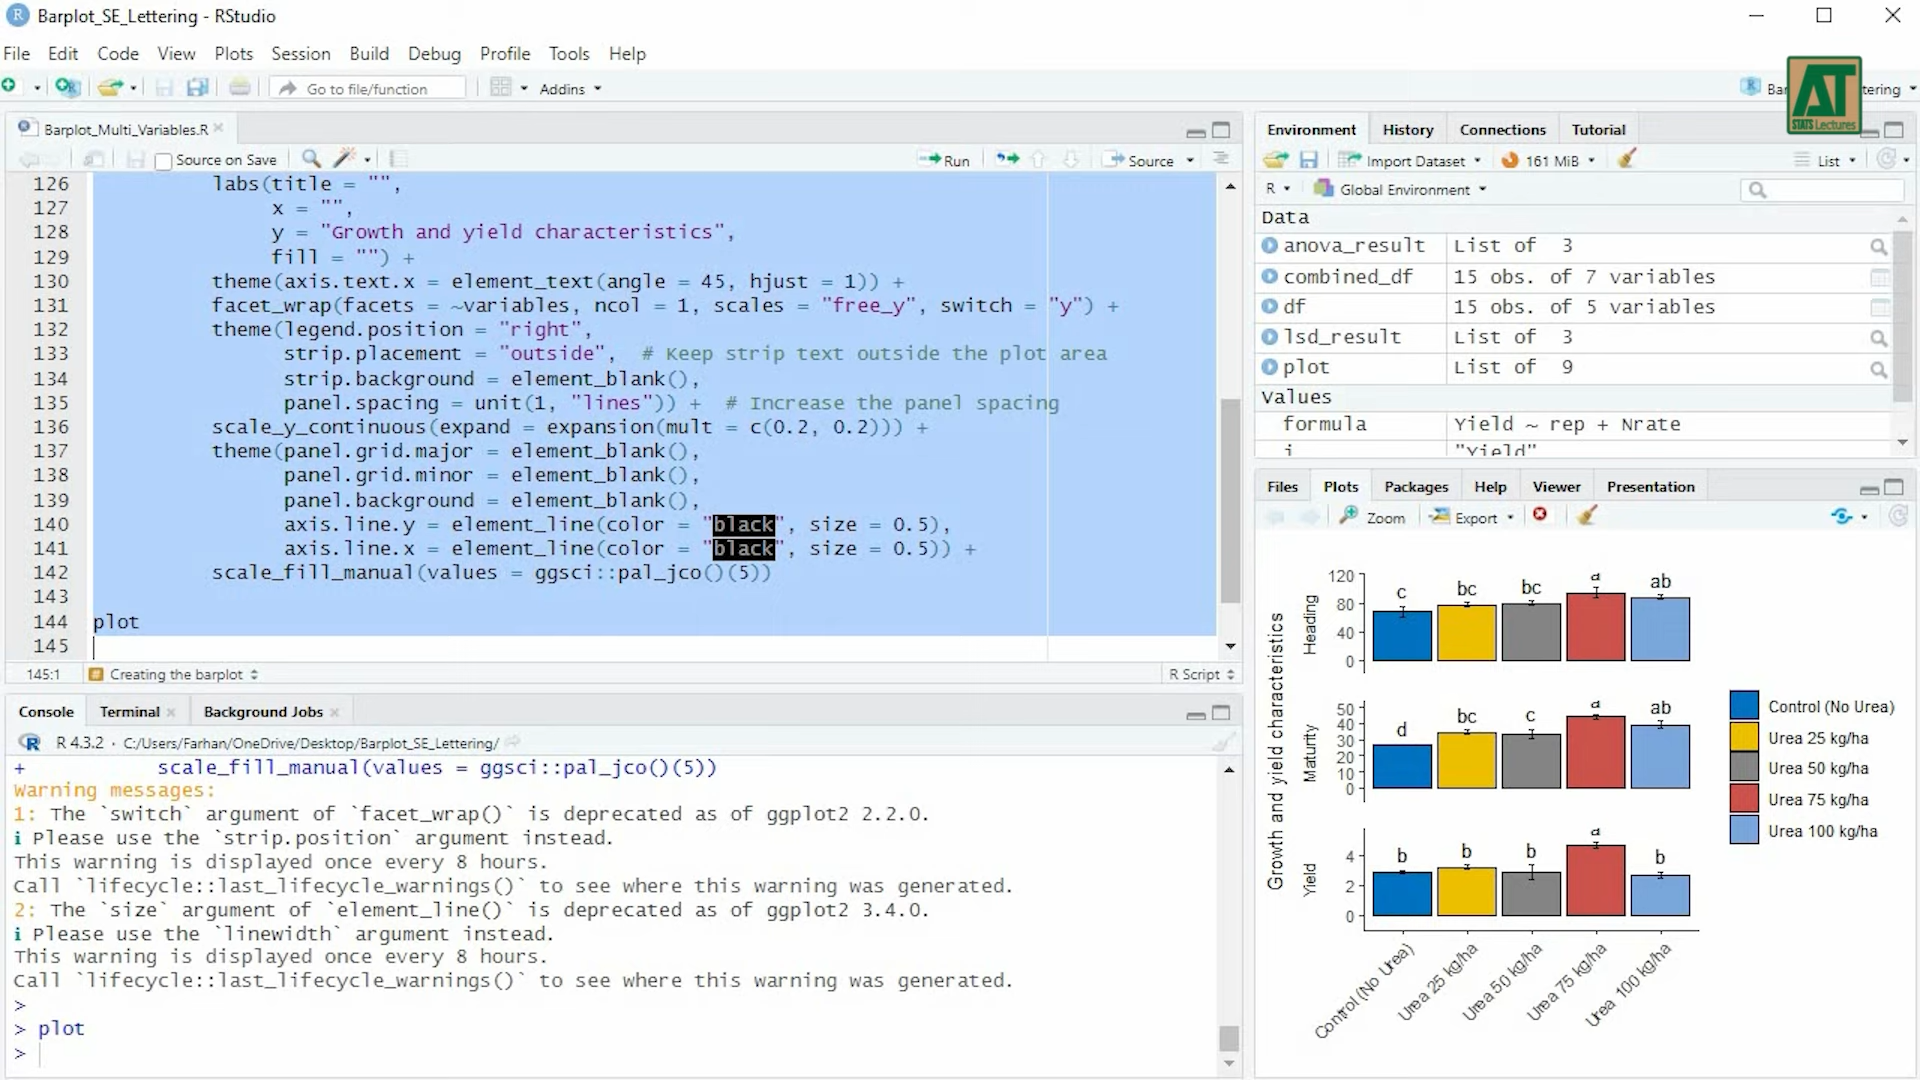 Barplot_SE_Lettering - RStudio
File Edit Code View Plots Session Build Debug Profile Tools Help
Go to file/function Addins
AT
STATS Lectures
Barplot_Multi_Variables.R
Source on Save Run Source
126 labs(title = "",
127 x = "",
128 y = "Growth and yield characteristics",
129 fill = "") +
130 theme(axis.text.x = element_text(angle = 45, hjust = 1)) +
131 facet_wrap(facets = ~variables, ncol = 1, scales = "free_y", switch = "y") +
132 theme(legend.position = "right",
133 strip.placement = "outside", # Keep strip text outside the plot area
134 strip.background = element_blank(),
135 panel.spacing = unit(1, "lines")) + # Increase the panel spacing
136 scale_y_continuous(expand = expansion(mult = c(0.2, 0.2))) +
137 theme(panel.grid.major = element_blank(),
138 panel.grid.minor = element_blank(),
139 panel.background = element_blank(),
140 axis.line.y = element_line(color = "black", size = 0.5),
141 axis.line.x = element_line(color = "black", size = 0.5)) +
142 scale_fill_manual(values = ggsci::pal_jco()(5))
143
144 plot
145
145:1 Creating the barplot R Script
Console Terminal Background Jobs
R 4.3.2 · C:/Users/Farhan/OneDrive/Desktop/Barplot_SE_Lettering/
+ scale_fill_manual(values = ggsci::pal_jco()(5))
Warning messages:
1: The `switch` argument of `facet_wrap()` is deprecated as of ggplot2 2.2.0.
i Please use the `strip.position` argument instead.
This warning is displayed once every 8 hours.
Call `lifecycle::last_lifecycle_warnings()` to see where this warning was generated.
2: The `size` argument of `element_line()` is deprecated as of ggplot2 3.4.0.
i Please use the `linewidth` argument instead.
This warning is displayed once every 8 hours.
Call `lifecycle::last_lifecycle_warnings()` to see where this warning was generated.
>
> plot
>
Environment History Connections Tutorial
Import Dataset 161 MiB List
R Global Environment
Data
anova_result List of 3
combined_df 15 obs. of 7 variables
df 15 obs. of 5 variables
lsd_result List of 3
plot List of 9
Values
formula Yield ~ rep + Nrate
i "Yield"
Files Plots Packages Help Viewer Presentation
Zoom Export
Growth and yield characteristics
Heading
120
80
40
0
c bc bc a ab
Maturity
50
40
30
20
10
0
d bc c a ab
Yield
4
2
0
b b b a b
Control (No Urea)
Urea 25 kg/ha
Urea 50 kg/ha
Urea 75 kg/ha
Urea 100 kg/ha
Control (No Urea)
Urea 25 kg/ha
Urea 50 kg/ha
Urea 75 kg/ha
Urea 100 kg/ha